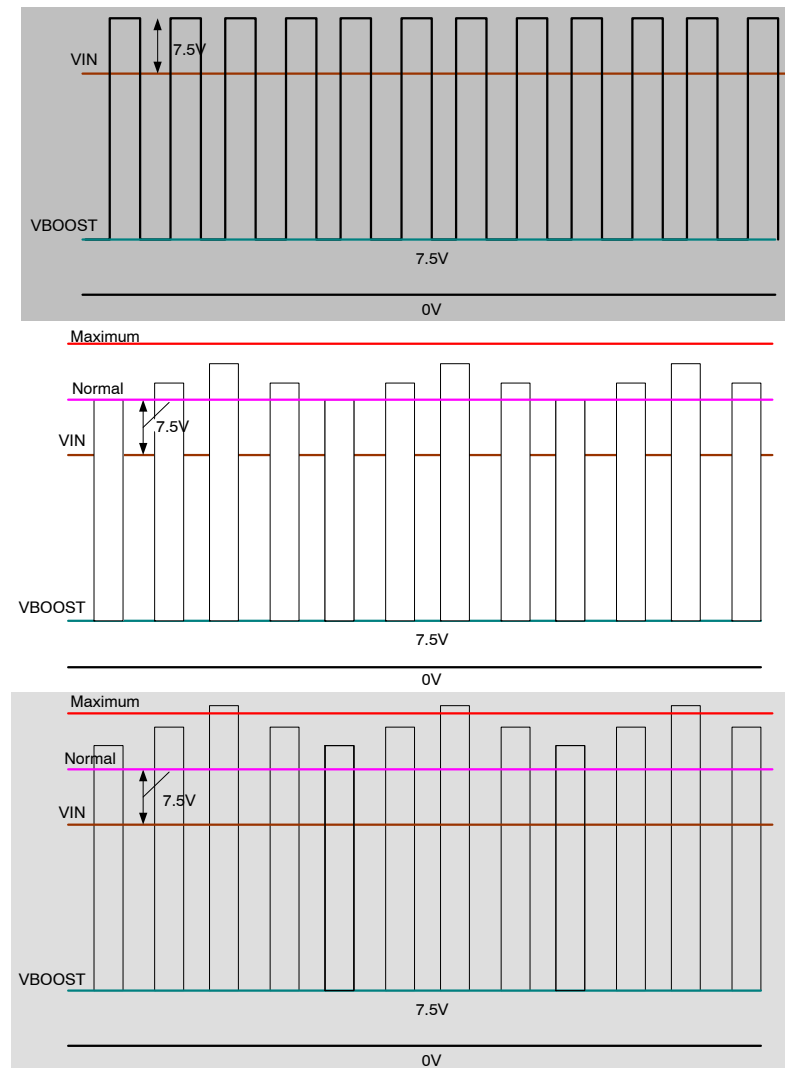 7.5V
VIN
VBOOST
7.5V
0V
Maximum
Normal
7.5V
VIN
VBOOST
7.5V
0V
Maximum
Normal
7.5V
VIN
VBOOST
7.5V
0V